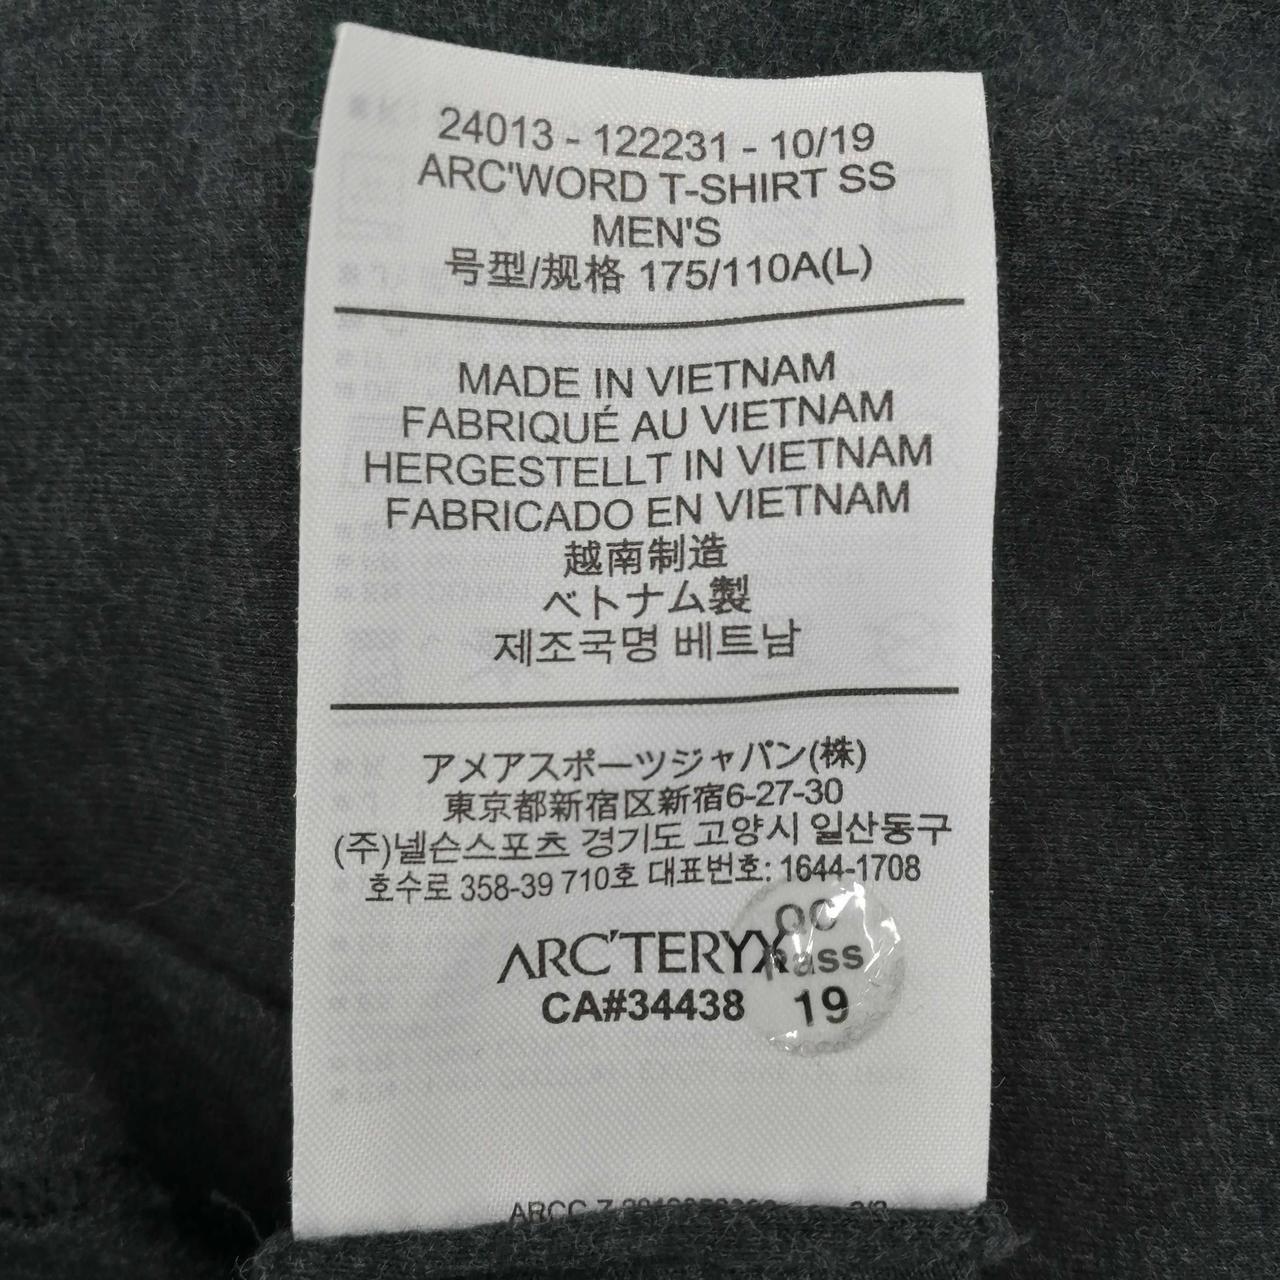 24013 - 122231 - 10/19
ARC'WORD T-SHIRT SS
MEN'S
号型/规格 175/110A(L)
MADE IN VIETNAM
FABRIQUÉ AU VIETNAM
HERGESTELLT IN VIETNAM
FABRICADO EN VIETNAM
越南制造
ベトナム製
제조국명 베트남
アメアスポーツジャパン(株)
東京都新宿区新宿6-27-30
(주)넬슨스포츠 경기도 고양시 일산동구
호수로 358-39 710호 대표번호: 1644-1708
ARC'TERYX
CA#34438
QC
Pass
19